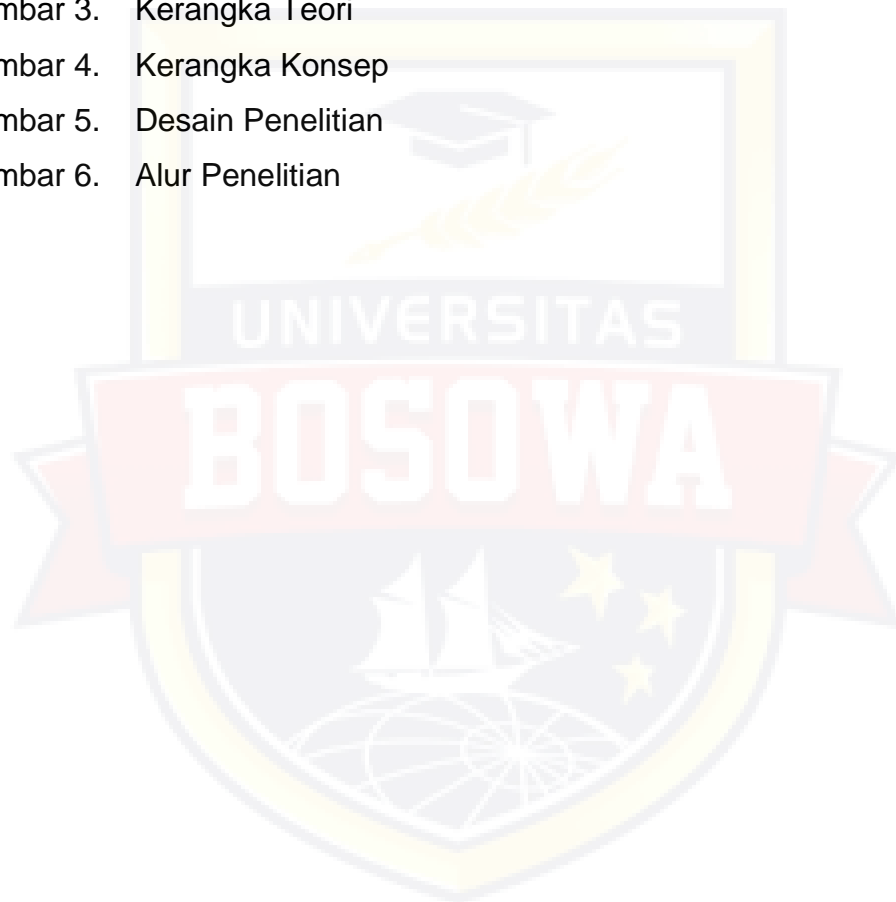 mbar 3. Kerangka Teori
mbar 4. Kerangka Konsep
mbar 5. Desain Penelitian
mbar 6. Alur Penelitian
UNIVERSITAS
BOSOWA